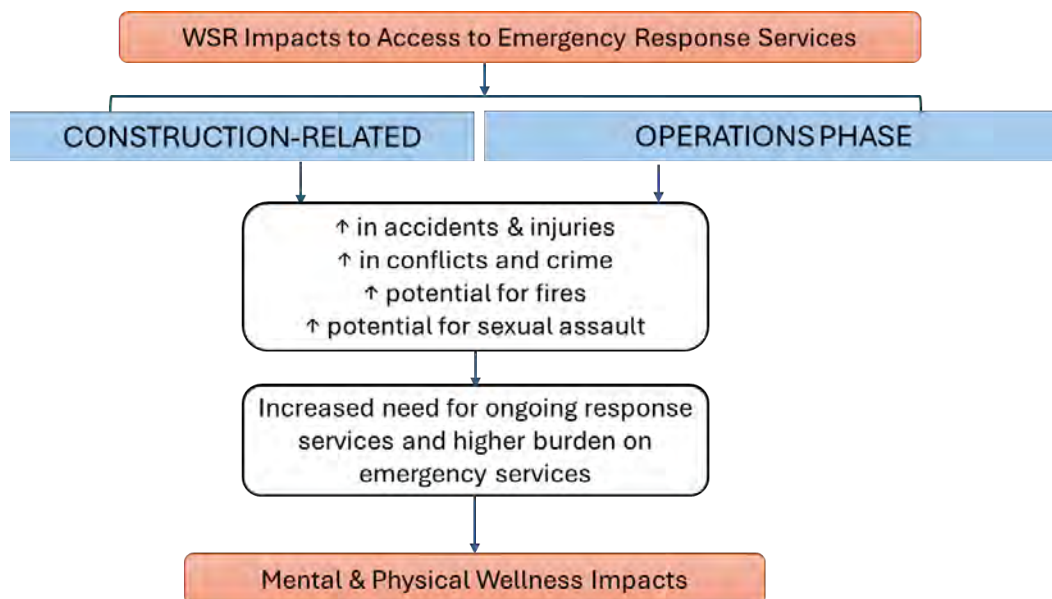 WSR Impacts to Access to Emergency Response Services
CONSTRUCTION-RELATED
OPERATIONS PHASE
↑ in accidents & injuries
↑ in conflicts and crime
↑ potential for fires
↑ potential for sexual assault
Increased need for ongoing response
services and higher burden on
emergency services
Mental & Physical Wellness Impacts